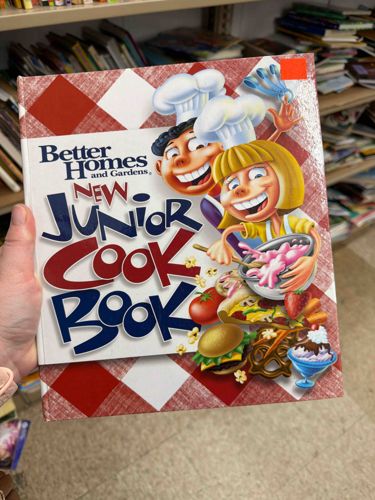 Better
Homes
and Gardens®
NEW
JUNIOR
COOK
BOOK